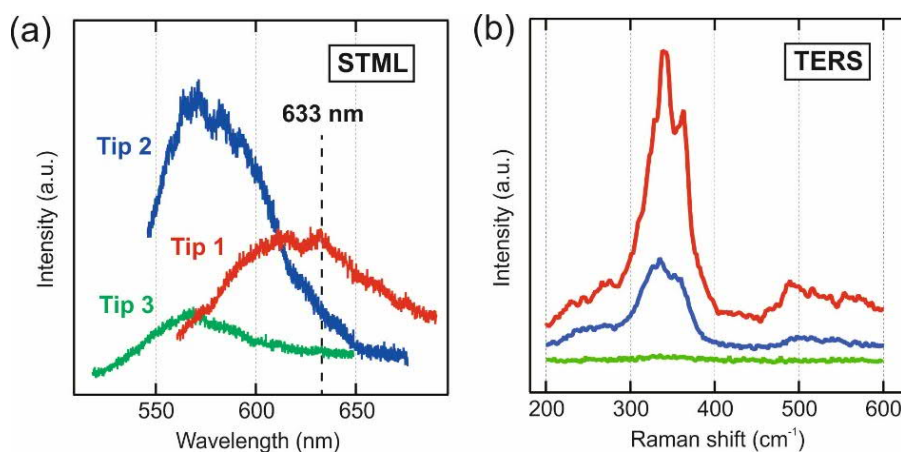 (a)
STML
633 nm
Tip 2
Tip 1
Tip 3
Intensity (a.u.)
550 600 650
Wavelength (nm)
(b)
TERS
Intensity (a.u.)
200 300 400 500 600
Raman shift (cm⁻¹)